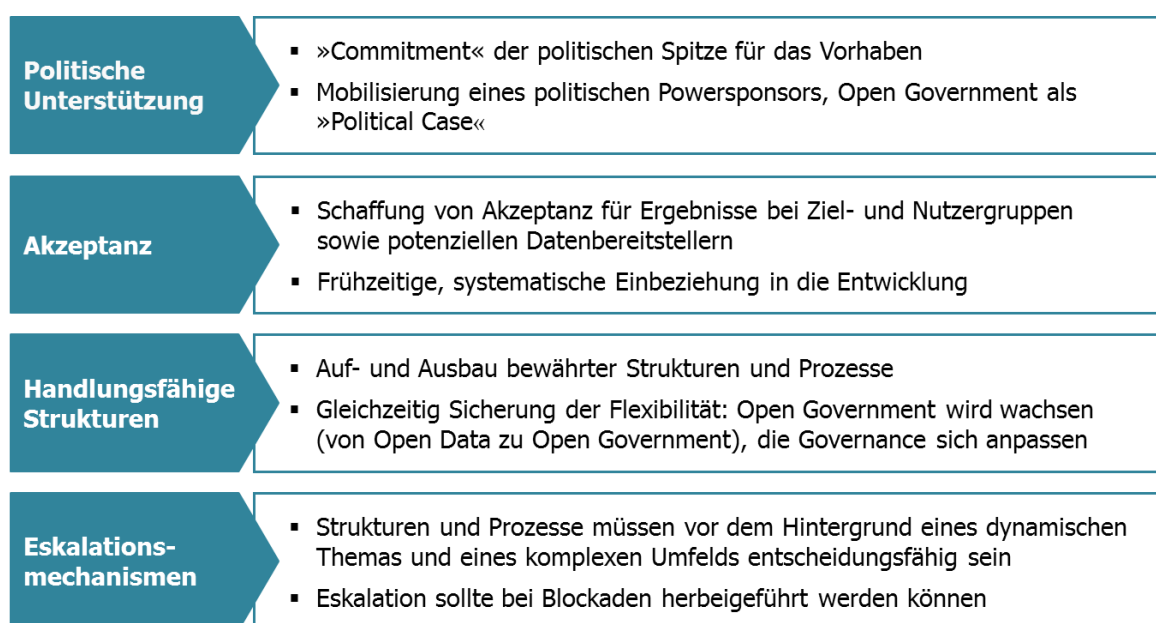 Politische
Unterstützung
▪ »Commitment« der politischen Spitze für das Vorhaben
▪ Mobilisierung eines politischen Powersponsors, Open Government als
»Political Case«
Akzeptanz
▪ Schaffung von Akzeptanz für Ergebnisse bei Ziel- und Nutzergruppen
sowie potenziellen Datenbereitstellern
▪ Frühzeitige, systematische Einbeziehung in die Entwicklung
Handlungsfähige
Strukturen
▪ Auf- und Ausbau bewährter Strukturen und Prozesse
▪ Gleichzeitig Sicherung der Flexibilität: Open Government wird wachsen
(von Open Data zu Open Government), die Governance sich anpassen
Eskalations-
mechanismen
▪ Strukturen und Prozesse müssen vor dem Hintergrund eines dynamischen
Themas und eines komplexen Umfelds entscheidungsfähig sein
▪ Eskalation sollte bei Blockaden herbeigeführt werden können